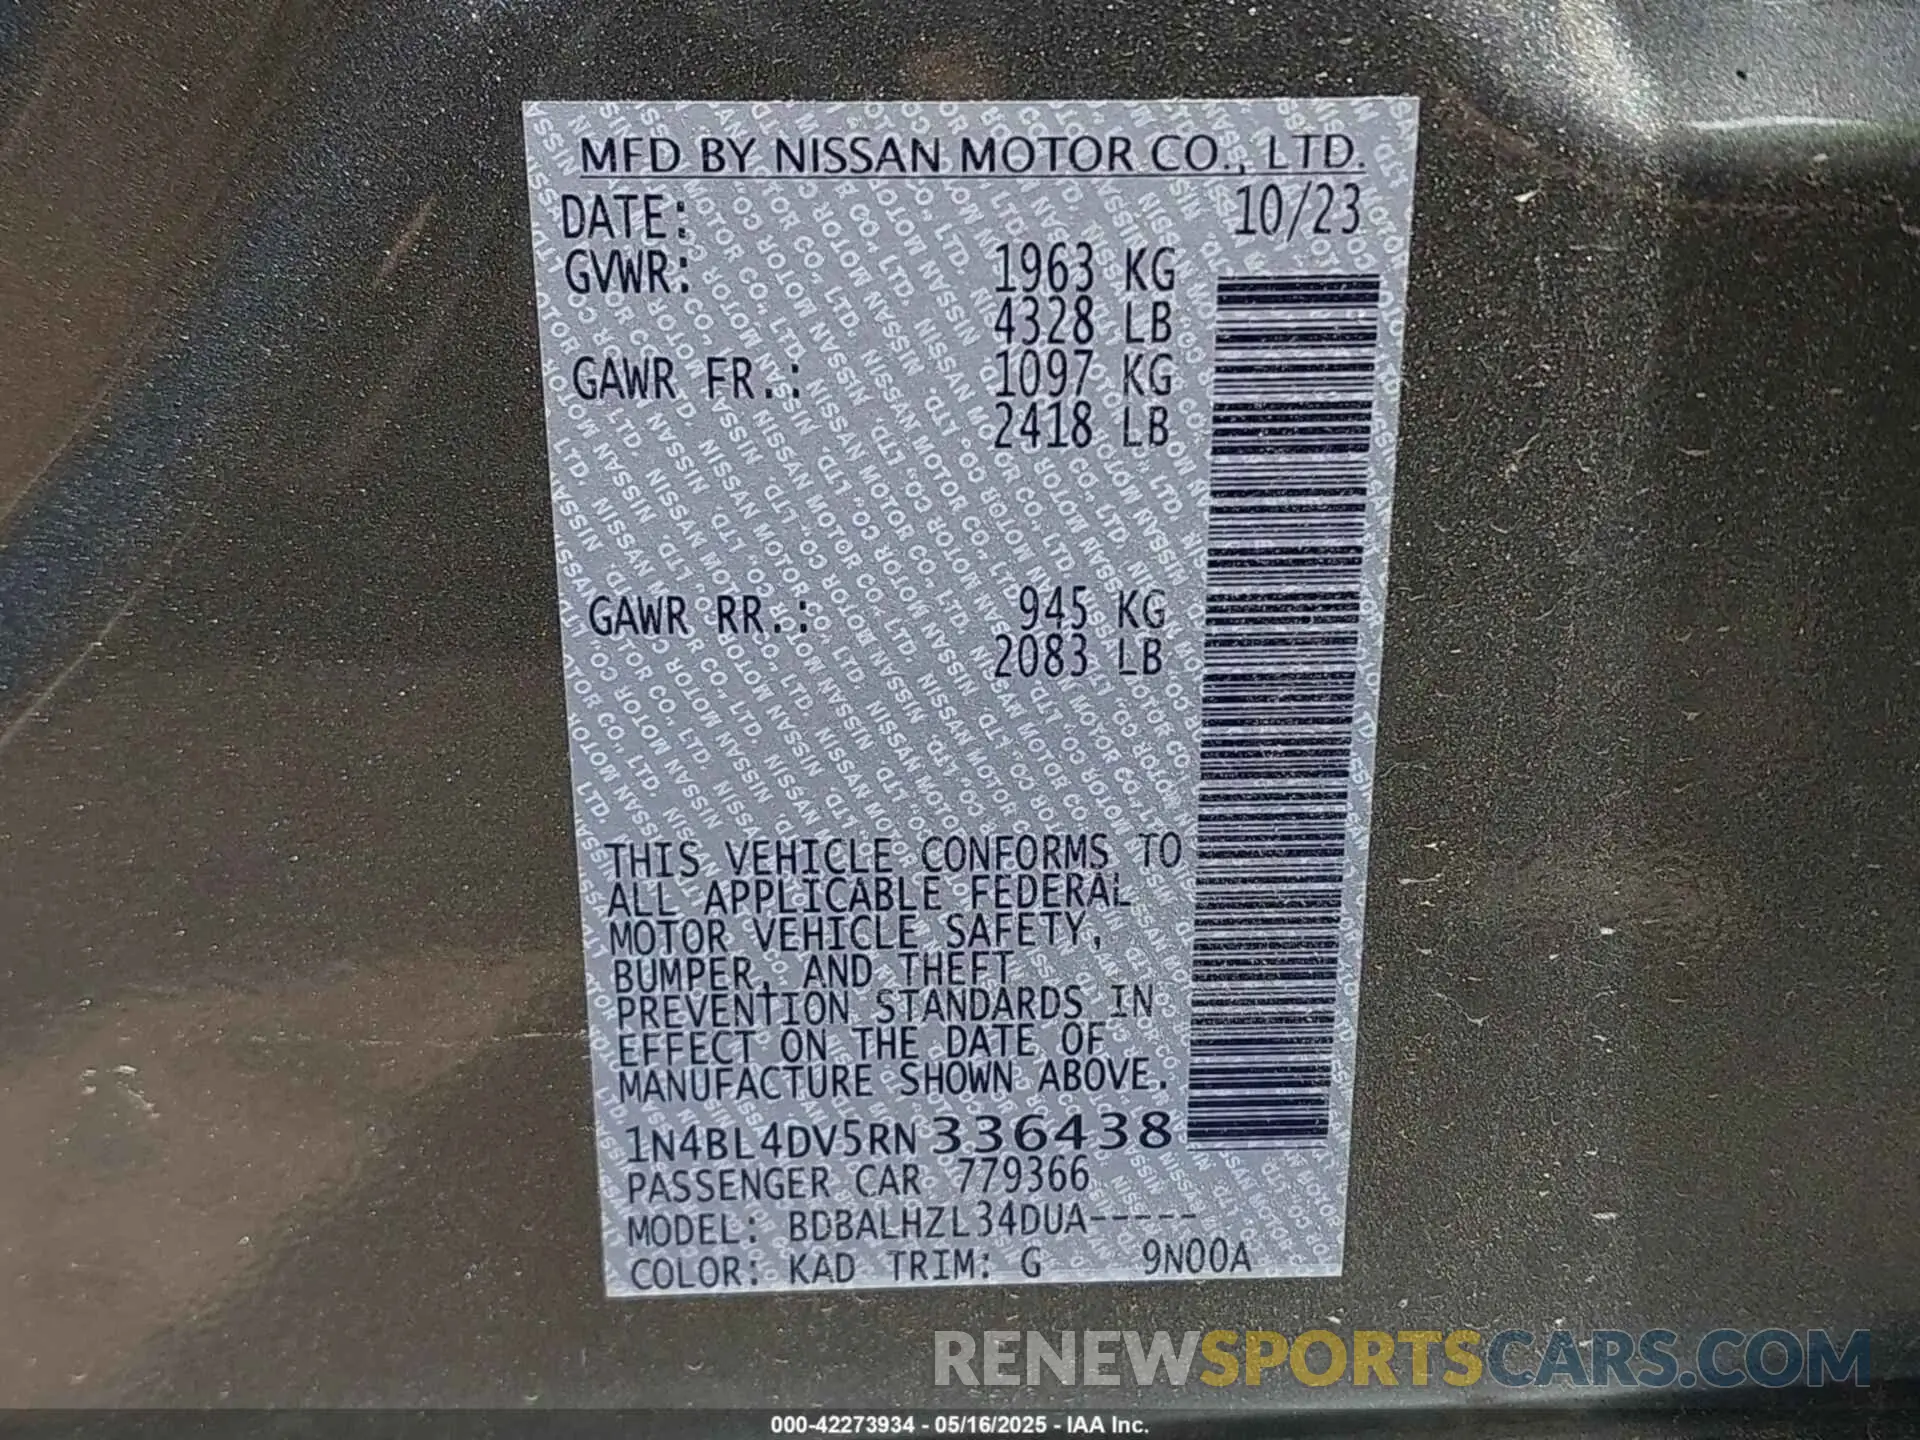 MFD BY NISSAN MOTOR CO., LTD.
DATE: 10/23
GVWR: 1963 KG
4328 LB
GAWR FR.: 1097 KG
2418 LB
GAWR RR.: 945 KG
2083 LB
THIS VEHICLE CONFORMS TO
ALL APPLICABLE FEDERAL
MOTOR VEHICLE SAFETY,
BUMPER, AND THEFT
PREVENTION STANDARDS IN
EFFECT ON THE DATE OF
MANUFACTURE SHOWN ABOVE.
1N4BL4DV5RN336438
PASSENGER CAR 779366
MODEL: BDBALHZL34DUA-----
COLOR: KAD TRIM: G 9N00A
RENEWSPORTSCARS.COM
000-42273934 - 05/16/2025 - IAA Inc.